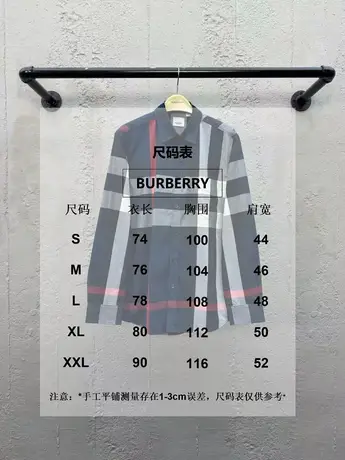 尺码表
BURBERRY
尺码 衣长 胸围 肩宽
S 74 100 44
M 76 104 46
L 78 108 48
XL 80 112 50
XXL 90 116 52
注意：*手工平铺测量存在1-3cm误差，尺码表仅供参考*